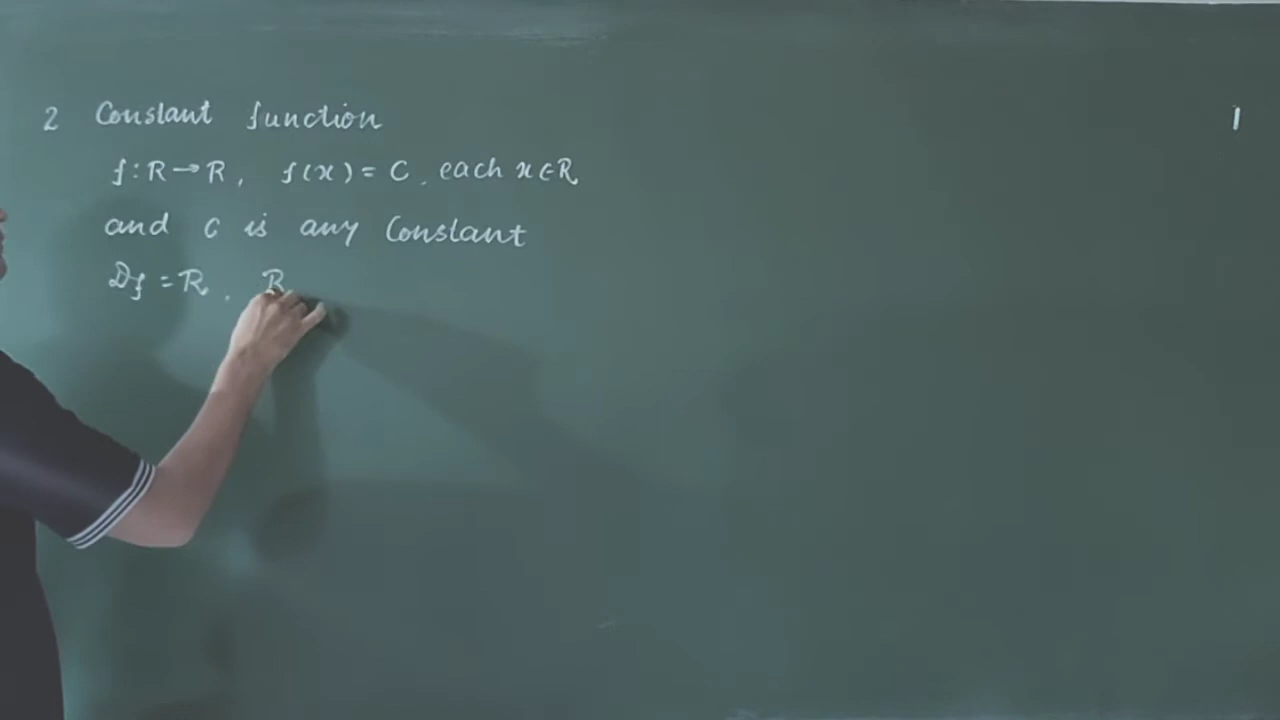 2 Constant function
f : R → R, f(x) = C, each x ∈ R
and C is any Constant
Df = R, R
1